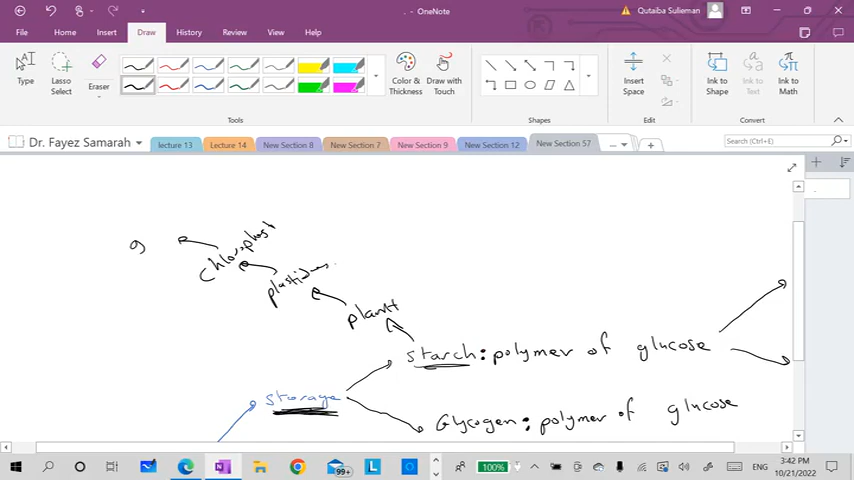 . - OneNote
Qutaiba Sulieman
File
Home
Insert
Draw
History
Review
View
Help
Type
Lasso
Select
Eraser
Color &
Thickness
Draw with
Touch
Insert
Space
Ink to
Shape
Ink to
Text
Ink to
Math
Tools
Shapes
Edit
Convert
Dr. Fayez Samarah
lecture 13
Lecture 14
New Section 8
New Section 7
New Section 9
New Section 12
New Section 57
Search (Ctrl+E)
chloroplast
plant
starch: polymer of glucose
storage
Glycogen: polymer of glucose
99+
100%
ENG
3:42 PM
10/21/2022